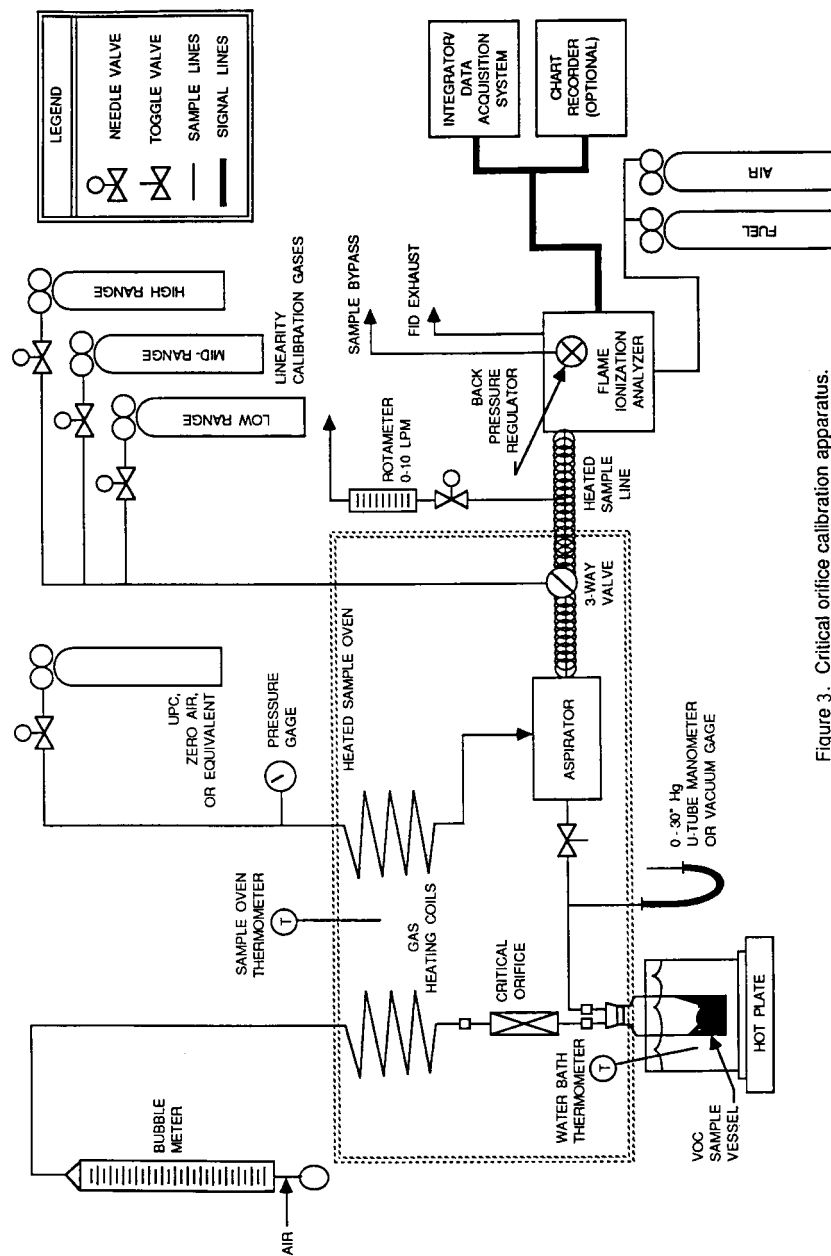 LEGEND
NEEDLE VALVE
TOGGLE VALVE
SAMPLE LINES
SIGNAL LINES
HIGH RANGE
MID-RANGE
LOW RANGE
LINEARITY
CALIBRATION GASES
UPC,
ZERO AIR,
OR EQUIVALENT
PRESSURE
GAGE
HEATED SAMPLE OVEN
SAMPLE OVEN
THERMOMETER
T
GAS
HEATING COILS
BUBBLE
METER
AIR
CRITICAL
ORIFICE
WATER BATH
THERMOMETER
T
VOC
SAMPLE
VESSEL
HOT PLATE
0 - 30" Hg
U-TUBE MANOMETER
OR VACUUM GAGE
ASPIRATOR
3-WAY
VALVE
HEATED
SAMPLE
LINE
ROTAMETER
0-10 LPM
BACK
PRESSURE
REGULATOR
SAMPLE BYPASS
FID EXHAUST
FLAME
IONIZATION
ANALYZER
INTEGRATOR/
DATA
ACQUISITION
SYSTEM
CHART
RECORDER
(OPTIONAL)
FUEL
AIR
Figure 3. Critical orifice calibration apparatus.